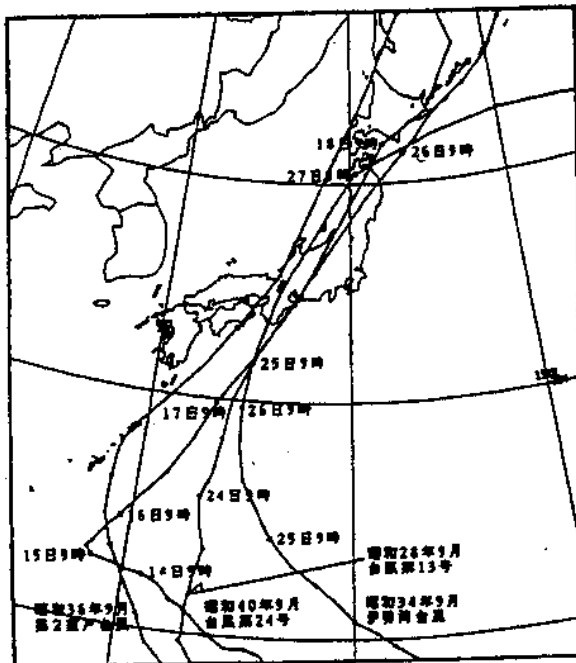 18日9時
26日9時
27日9時
25日9時
17日9時
26日9時
24日9時
16日9時
25日9時
15日9時
14日9時
昭和28年9月
台風第13号
昭和36年9月
第2室戸台風
昭和40年9月
台風第24号
昭和34年9月
伊勢湾台風